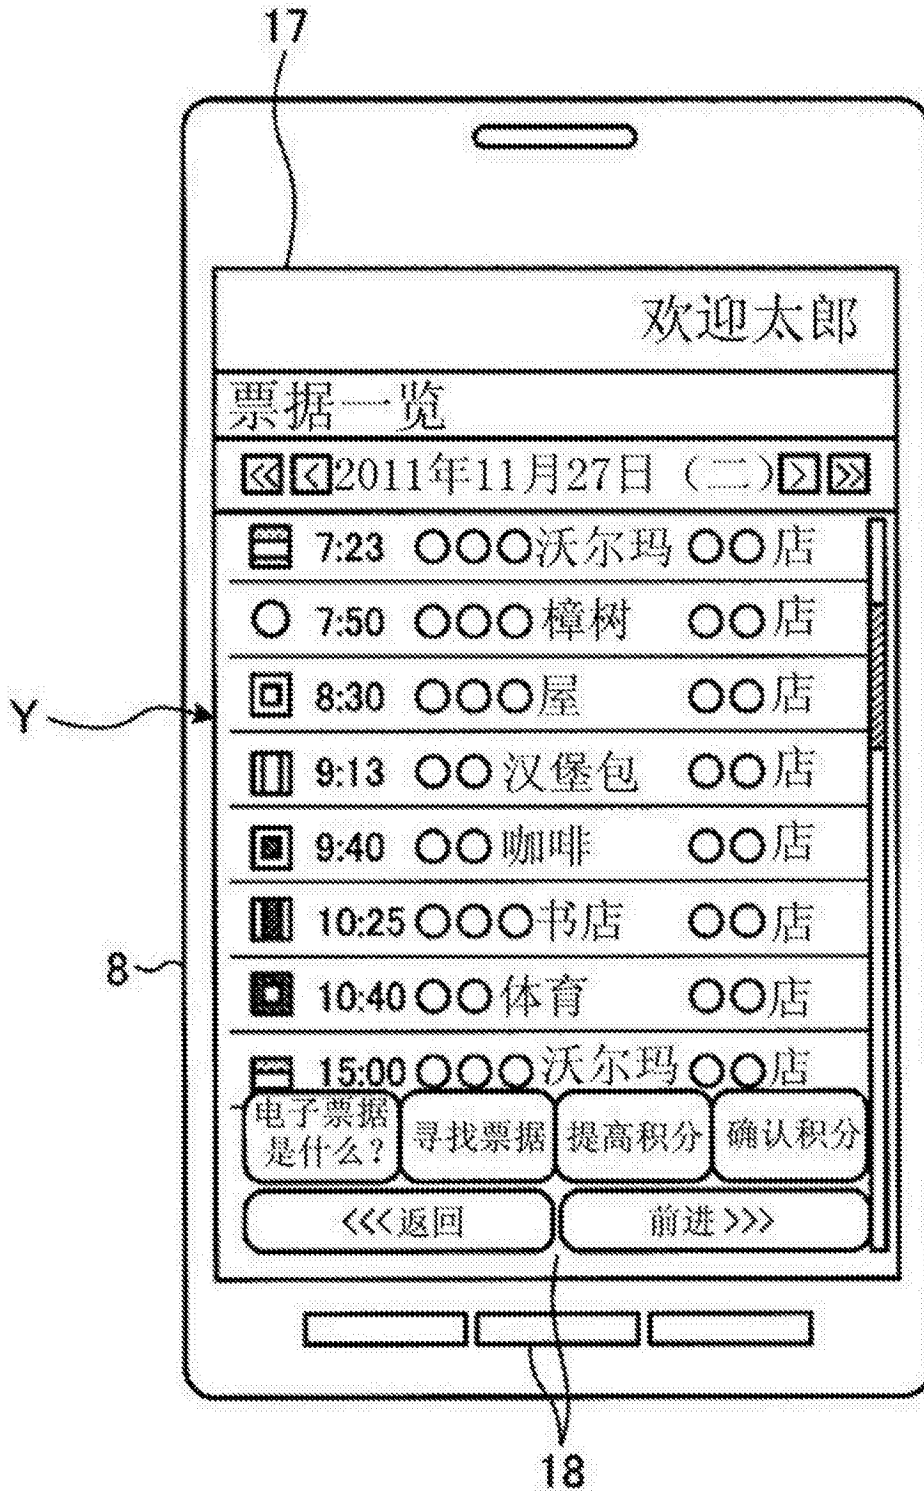 17
欢迎太郎
票据一览
<< < 2011年11月27日（二） > >>
7:23 ○○○沃尔玛 ○○店
7:50 ○○○樟树 ○○店
8:30 ○○○屋 ○○店
Y
9:13 ○○汉堡包 ○○店
9:40 ○○咖啡 ○○店
10:25 ○○○书店 ○○店
8
10:40 ○○体育 ○○店
15:00 ○○○沃尔玛 ○○店
电子票据
是什么？
寻找票据
提高积分
确认积分
<<<返回
前进>>>
18